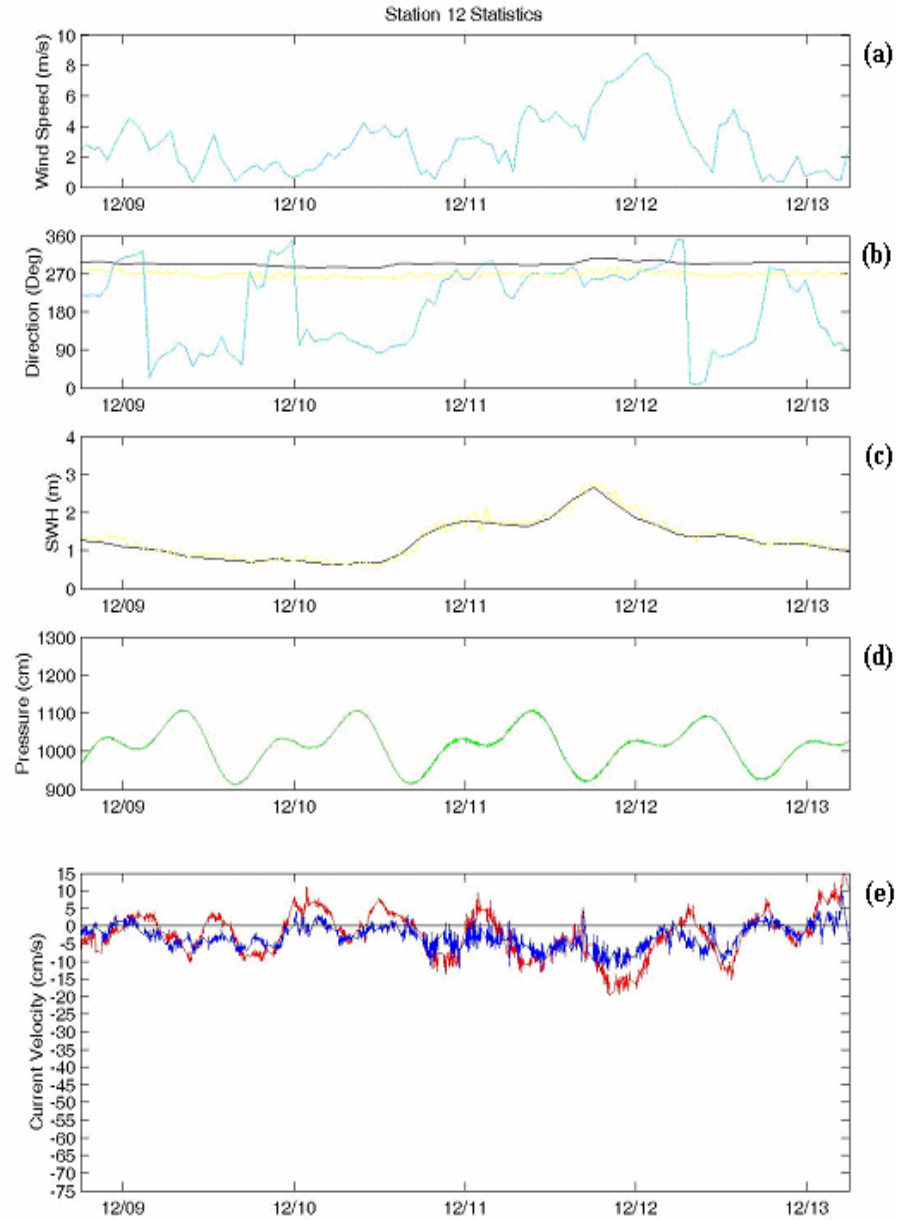 Station 12 Statistics
(a)
Wind Speed (m/s)
10
8
6
4
2
0
12/09 12/10 12/11 12/12 12/13
(b)
Direction (Deg)
360
270
180
90
0
12/09 12/10 12/11 12/12 12/13
(c)
SWH (m)
4
3
2
1
0
12/09 12/10 12/11 12/12 12/13
(d)
Pressure (cm)
1300
1200
1100
1000
900
12/09 12/10 12/11 12/12 12/13
(e)
Current Velocity (cm/s)
15
10
5
0
-5
-10
-15
-20
-25
-30
-35
-40
-45
-50
-55
-60
-65
-70
-75
12/09 12/10 12/11 12/12 12/13